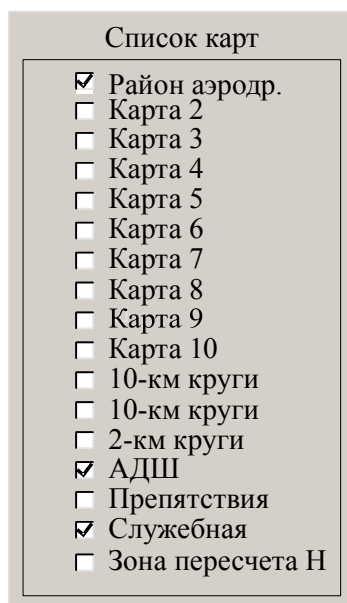 Список карт
Район аэродр.
Карта 2
Карта 3
Карта 4
Карта 5
Карта 6
Карта 7
Карта 8
Карта 9
Карта 10
10-км круги
10-км круги
2-км круги
АДШ
Препятствия
Служебная
Зона пересчета Н